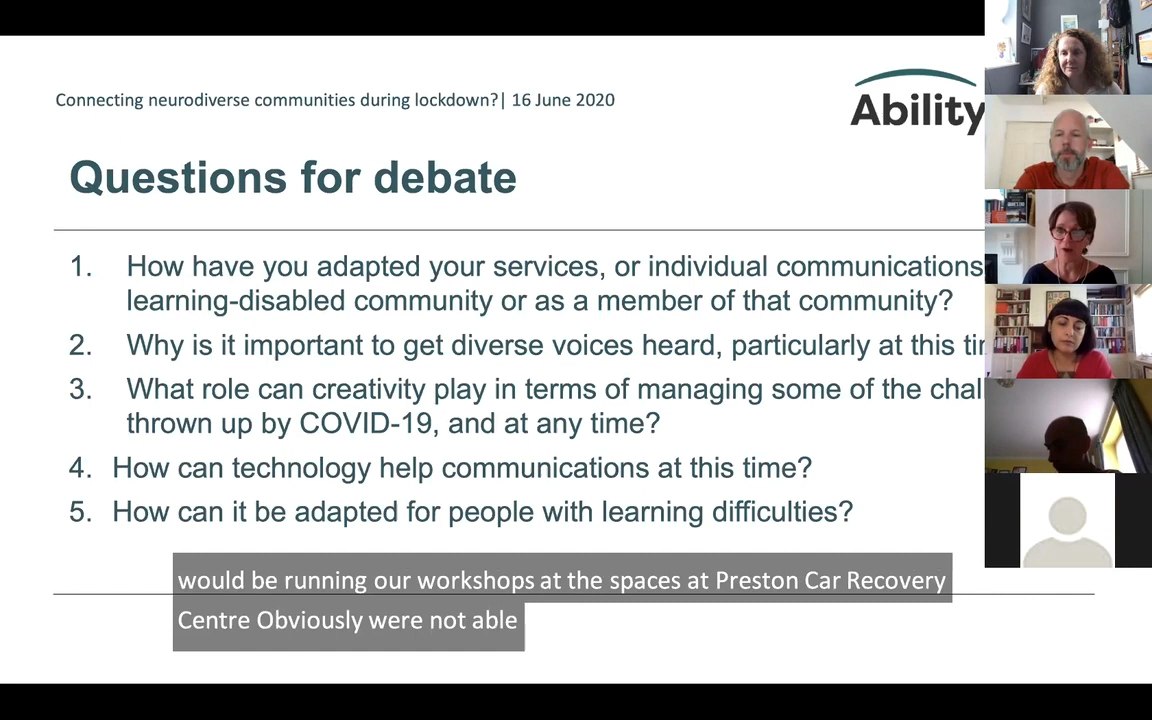 Connecting neurodiverse communities during lockdown?| 16 June 2020
Ability
Questions for debate
1. How have you adapted your services, or individual communications
learning-disabled community or as a member of that community?
2. Why is it important to get diverse voices heard, particularly at this
3. What role can creativity play in terms of managing some of the
thrown up by COVID-19, and at any time?
4. How can technology help communications at this time?
5. How can it be adapted for people with learning difficulties?
would be running our workshops at the spaces at Preston Car Recovery
Centre Obviously were not able